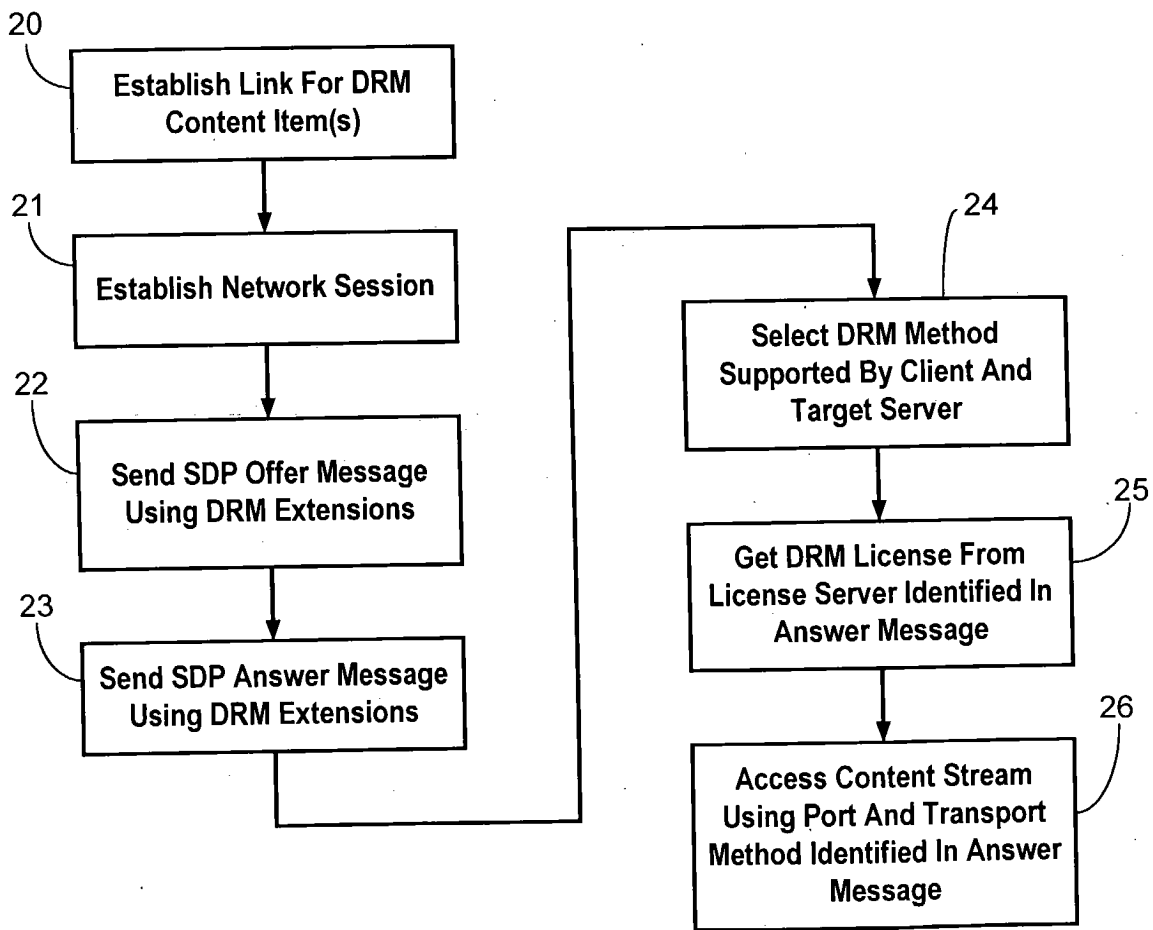 20
Establish Link For DRM
Content Item(s)
21
Establish Network Session
22
Send SDP Offer Message
Using DRM Extensions
23
Send SDP Answer Message
Using DRM Extensions
24
Select DRM Method
Supported By Client And
Target Server
25
Get DRM License From
License Server Identified In
Answer Message
26
Access Content Stream
Using Port And Transport
Method Identified In Answer
Message